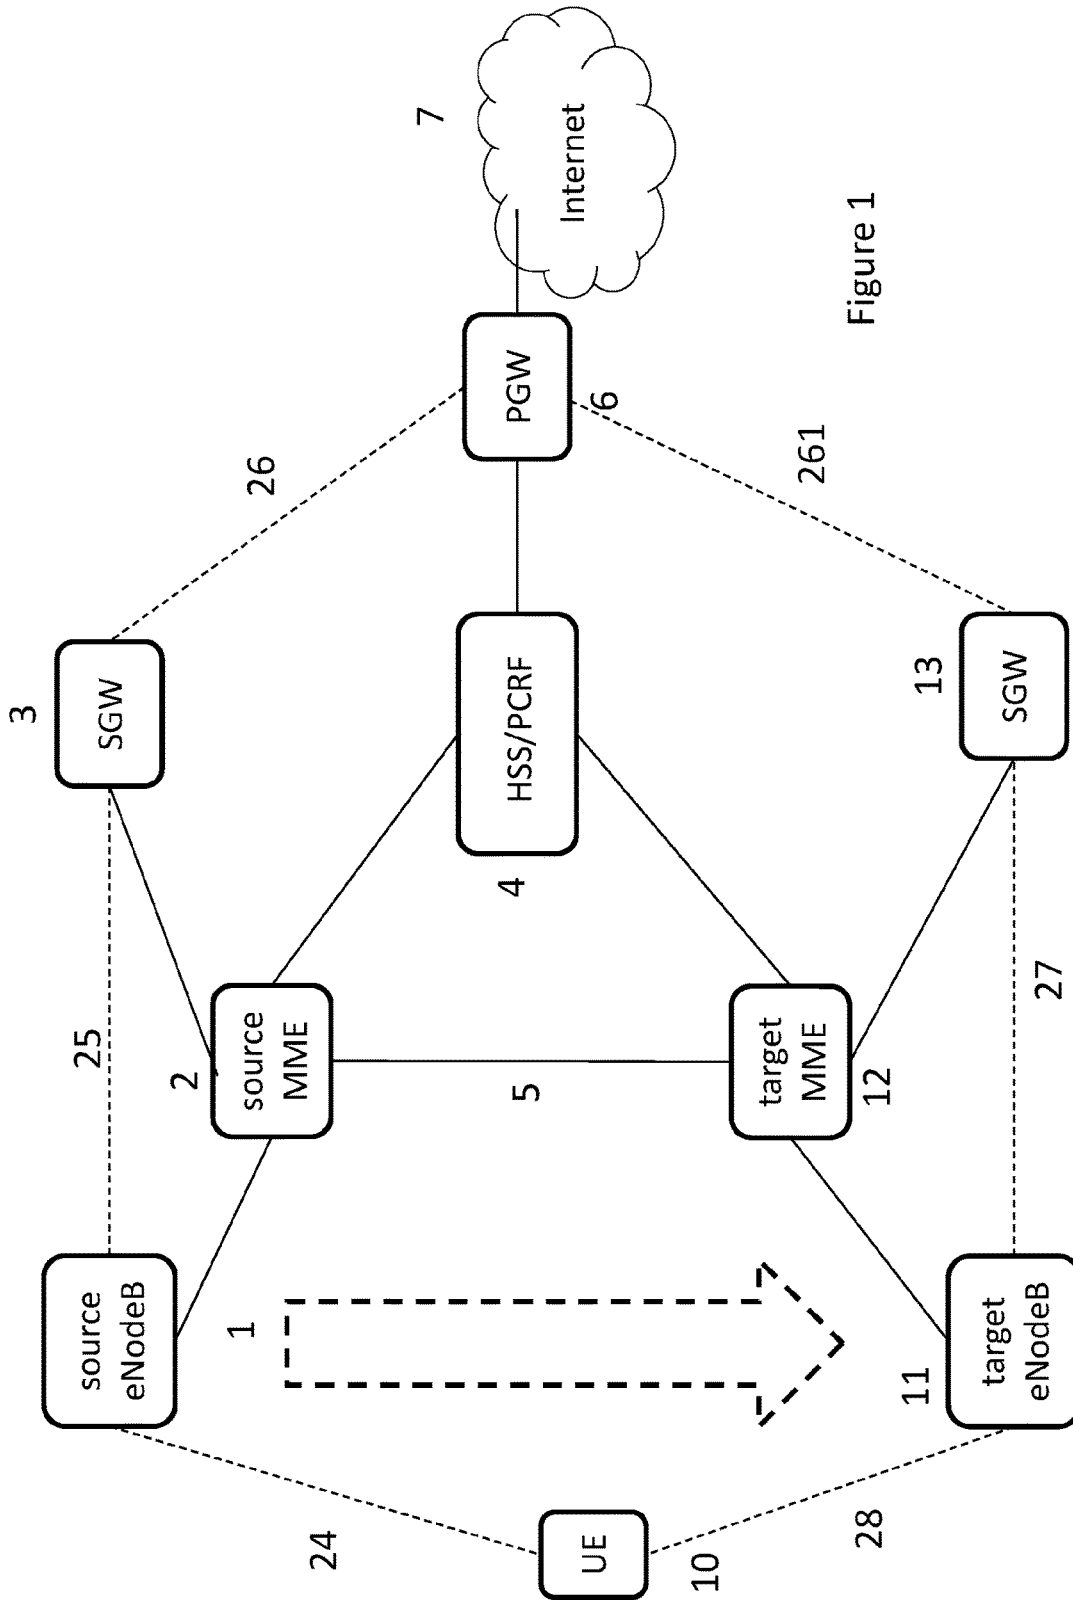 3
source
eNodeB
25
SGW
2
1
source
MME
26
24
7
4
HSS/PCRF
PGW
5
Internet
UE
6
10
target
MME
261
Figure 1
28
12
11
13
target
eNodeB
SGW
27